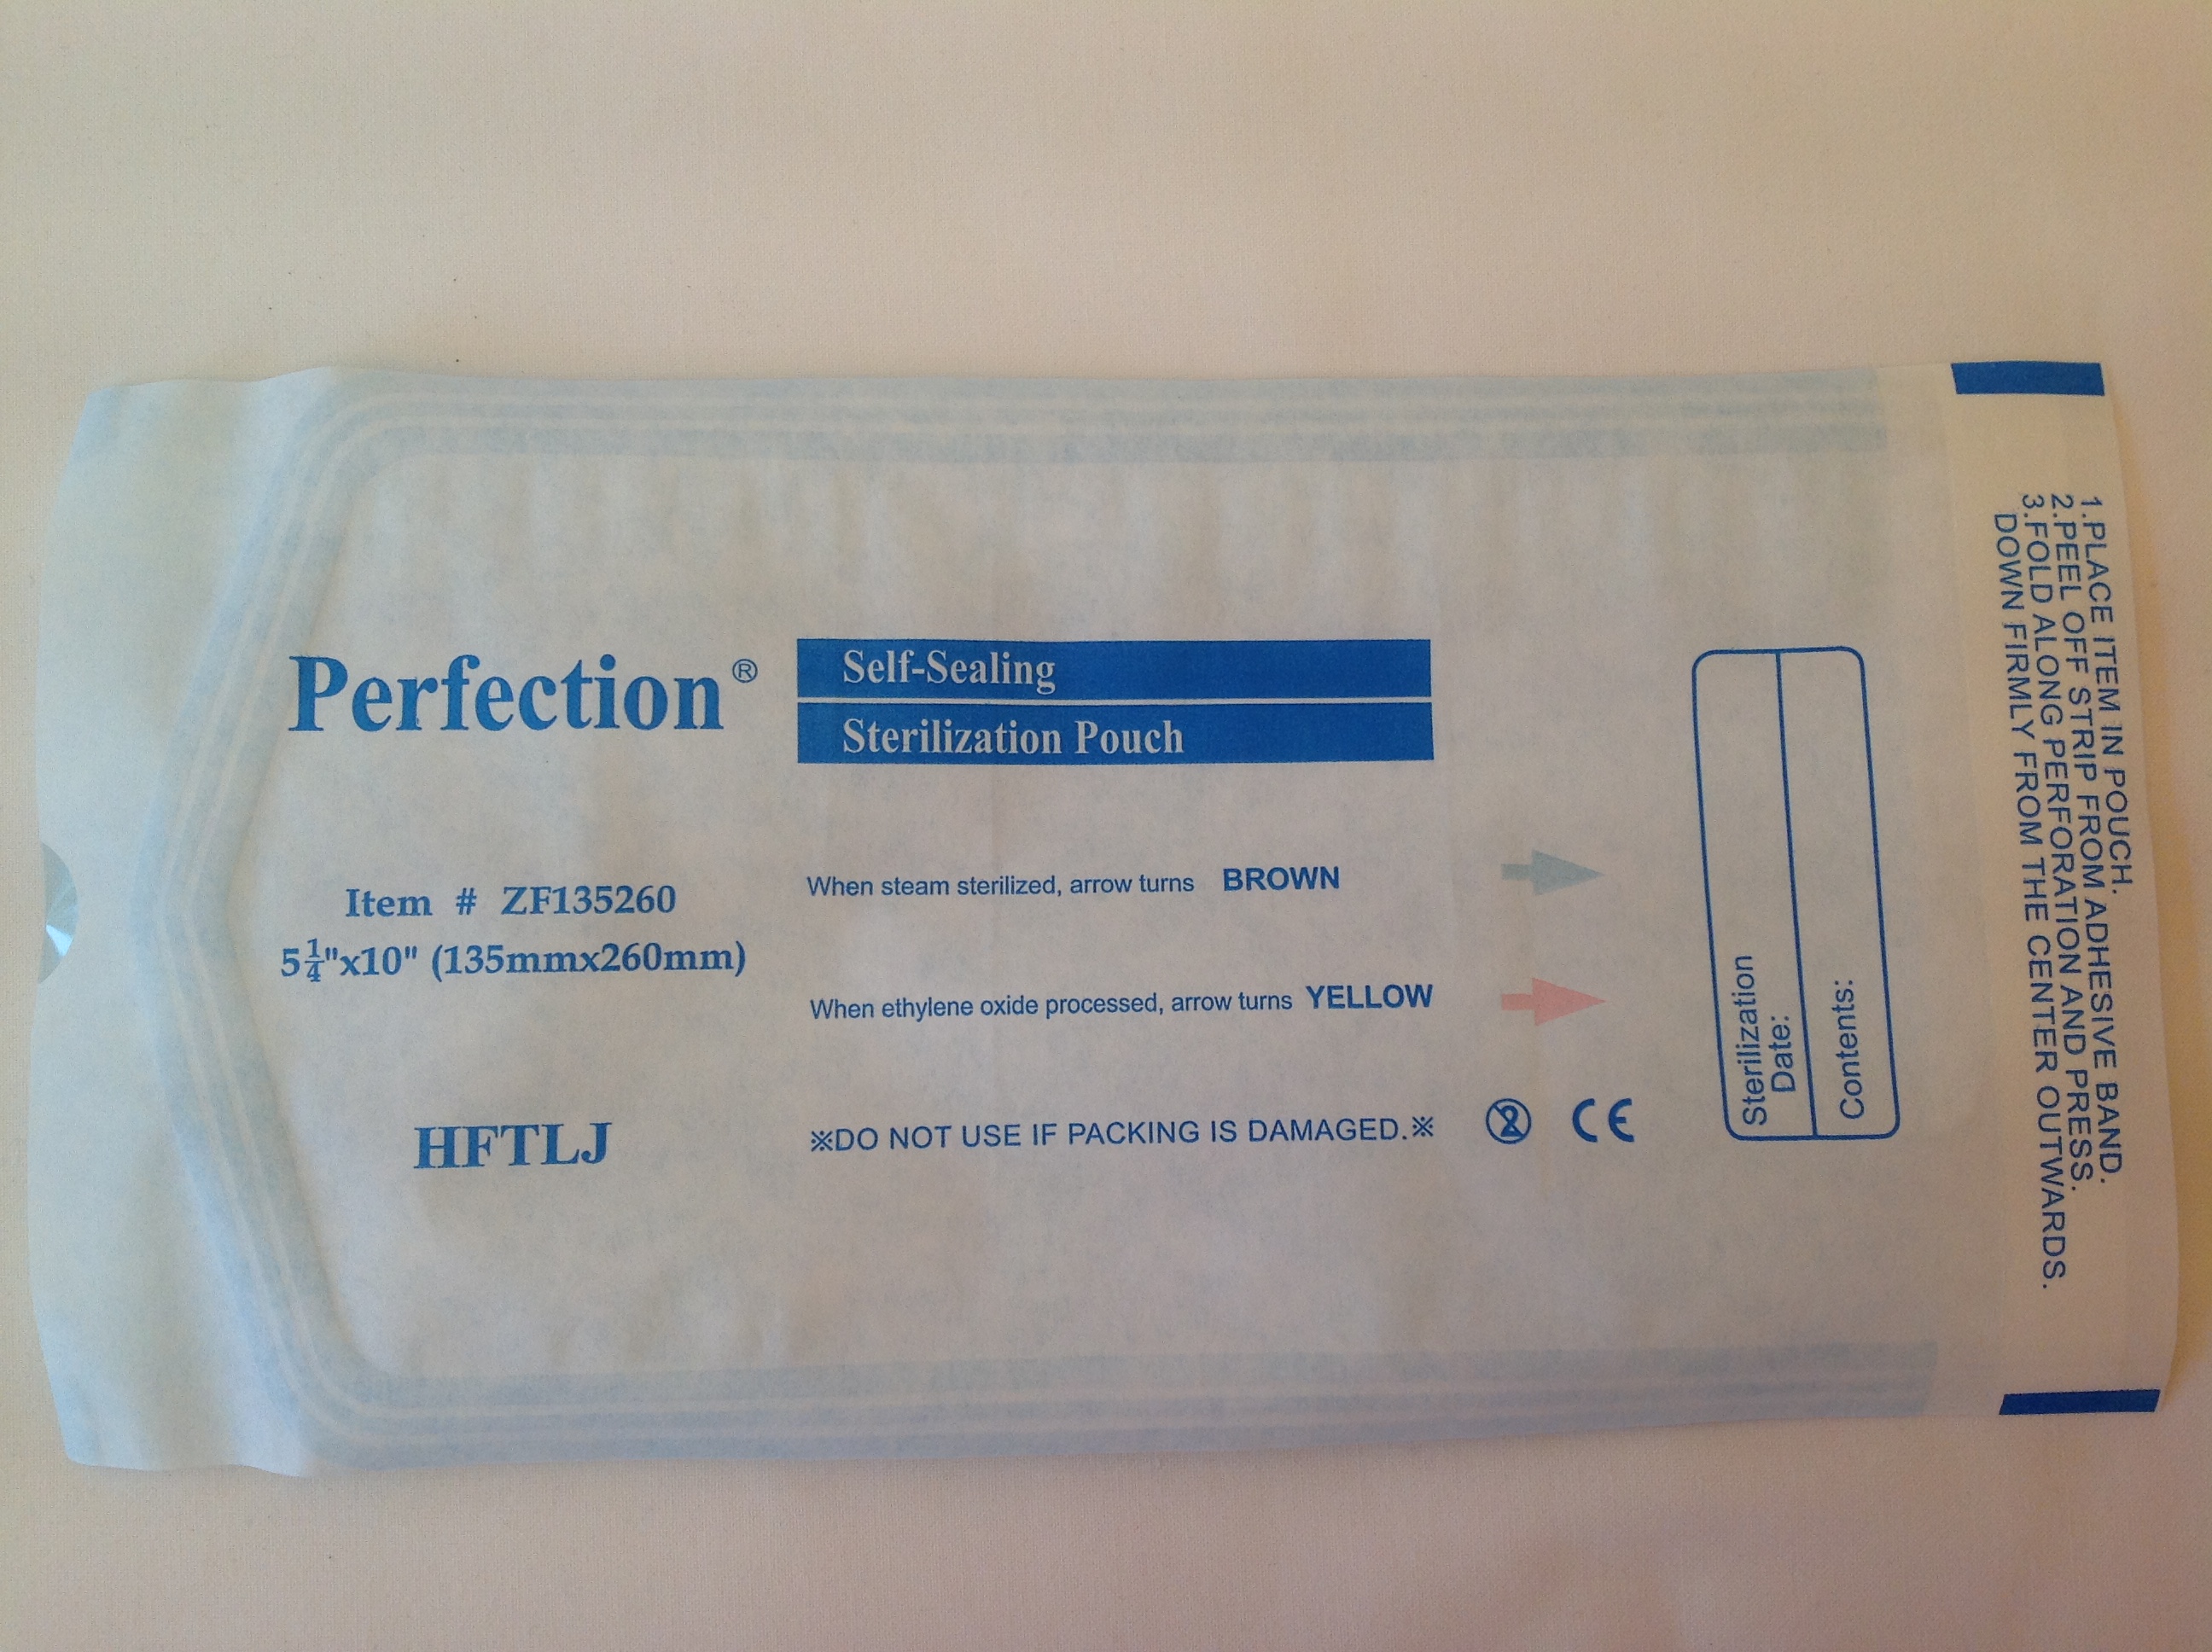 Perfection®
Self-Sealing
Sterilization Pouch
Item # ZF135260
5 1/4"x10" (135mmx260mm)
HFTLJ
When steam sterilized, arrow turns BROWN
When ethylene oxide processed, arrow turns YELLOW
※DO NOT USE IF PACKING IS DAMAGED.※
2
CE
Sterilization
Date:
Contents:
1.PLACE ITEM IN POUCH.
2.PEEL OFF STRIP FROM ADHESIVE BAND.
3.FOLD ALONG PERFORATION AND PRESS.
DOWN FIRMLY FROM THE CENTER OUTWARDS.